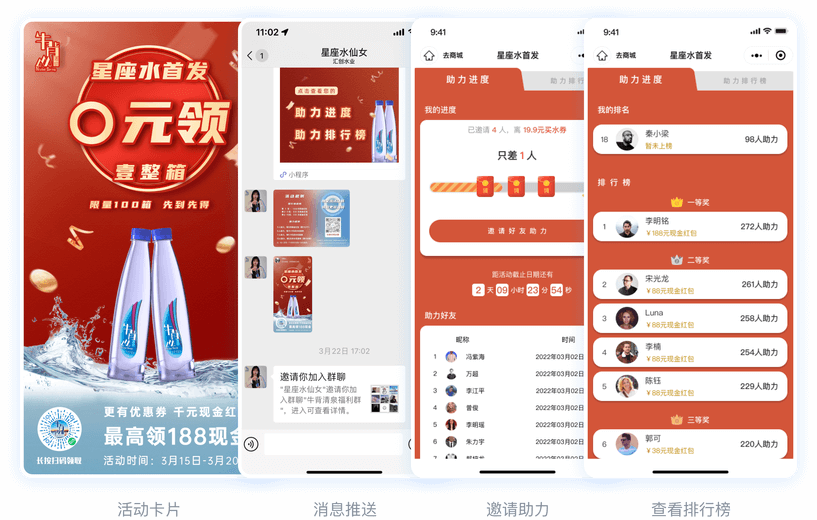 牛背山
星座水首发
0元领
壹整箱
限量100箱 先到先得
牛背山
更有优惠券 千元现金红
最高领188现金
长按扫码领取
活动时间：3月15日-3月20
11:02
1
星座水仙女
汇创水业
点击查看您的
助力进度
助力排行榜
小程序
星座水首发
0元领
壹整箱
3月22日 17:02
邀请你加入群聊
"星座水仙女"邀请你加
入群聊"牛背清泉福利群
"，进入可查看详情。
9:41
去商城
星座水首发
助力进度
助力排行
我的进度
已邀请 4 人，离 19.9元买水券
只差 1 人
邀请好友助力
距活动截止日期还有
2 天 09 小时 23 分 54 秒
助力好友
昵称 时间
1 冯紫海 2022年03月02日
2 万超 2022年03月02日
3 李江平 2022年03月02日
4 曾俊 2022年03月02日
5 李明瑶 2022年03月02日
6 朱力宇 2022年03月02日
7
9:41
去商城
星座水首发
助力进度
助力排行榜
我的排名
18 秦小梁 98人助力
暂未上榜
排行榜
一等奖
1 李明铭 272人助力
￥188元现金红包
二等奖
2 宋光龙 261人助力
￥88元现金红包
3 Luna 258人助力
￥88元现金红包
4 李楠 254人助力
￥88元现金红包
5 陈钰 229人助力
￥88元现金红包
三等奖
6 郭可 220人助力
￥38元现金红包
活动卡片
消息推送
邀请助力
查看排行榜